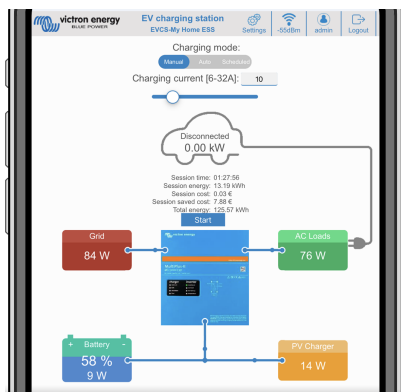 victron energy
BLUE POWER
EV charging station
EVCS-My Home ESS
Settings
-55dBm
admin
Logout
Charging mode:
Manual Auto Scheduled
Charging current [6-32A]: 10
Disconnected
0.00 kW
Session time: 01:27:56
Session energy: 13.19 kWh
Session cost: 0.03 €
Session saved cost: 7.88 €
Total energy: 125.57 kWh
Start
Grid
84 W
victron energy
AC Loads
76 W
+ Battery -
58 %
9 W
PV Charger
14 W